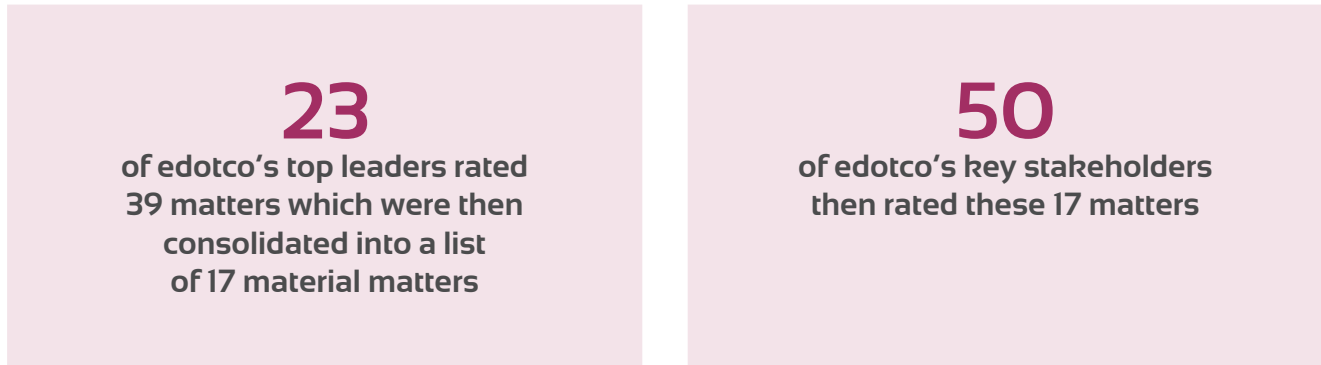 23
of edotco’s top leaders rated
39 matters which were then
consolidated into a list
of 17 material matters
50
of edotco’s key stakeholders
then rated these 17 matters